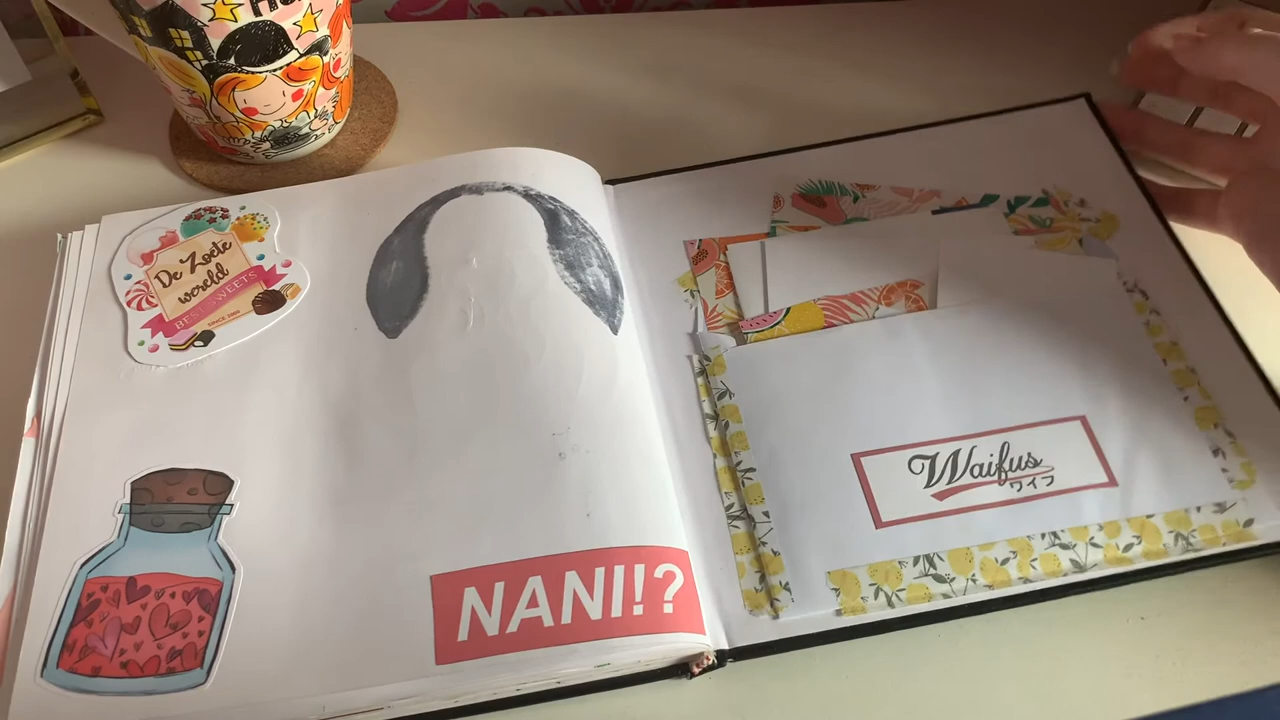 De Zoete
wereld
BEST SWEETS
SINCE 2000
NANI!?
Waifus
ワイフ